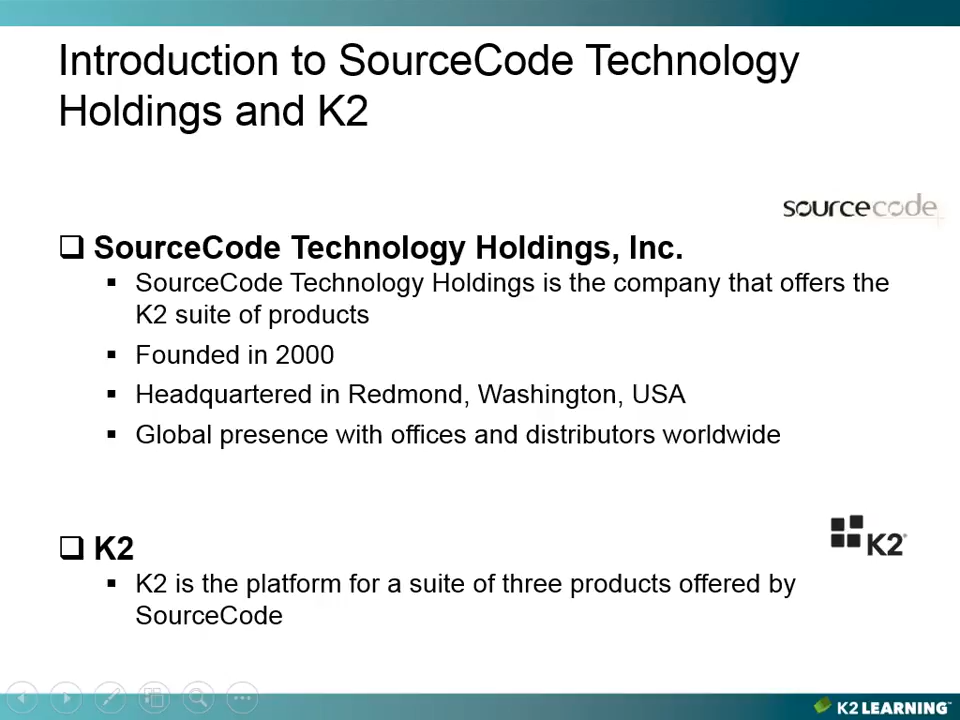 Introduction to SourceCode Technology
Holdings and K2
sourcecode
SourceCode Technology Holdings, Inc.
SourceCode Technology Holdings is the company that offers the
K2 suite of products
Founded in 2000
Headquartered in Redmond, Washington, USA
Global presence with offices and distributors worldwide
K2
K2
K2 is the platform for a suite of three products offered by
SourceCode
K2 LEARNING™